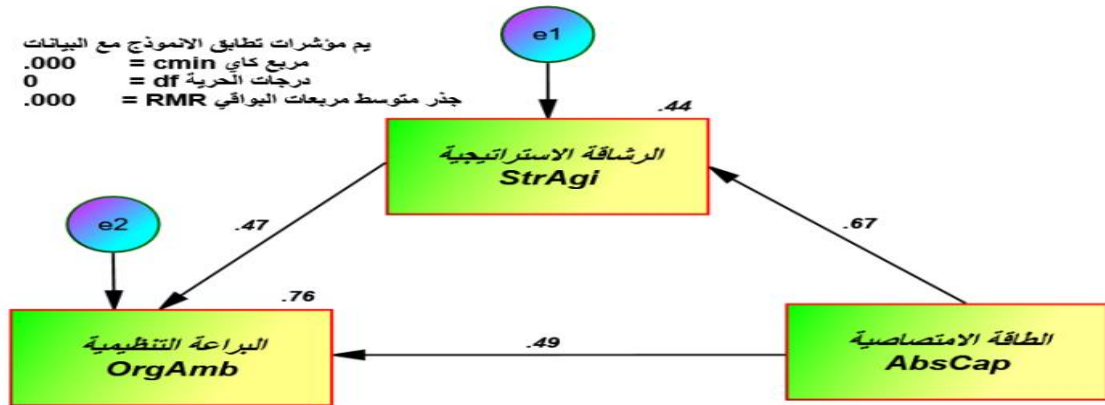 e1
يم مؤشرات تطابق الانموذج مع البيانات
مربع كاي cmin = .000
درجات الحرية df = 0
جذر متوسط مربعات البواقي RMR = .000
.44
الرشاقة الاستراتيجية
StrAgi
e2
.47
.67
.76
البراعة التنظيمية
OrgAmb
.49
الطاقة الامتصاصية
AbsCap